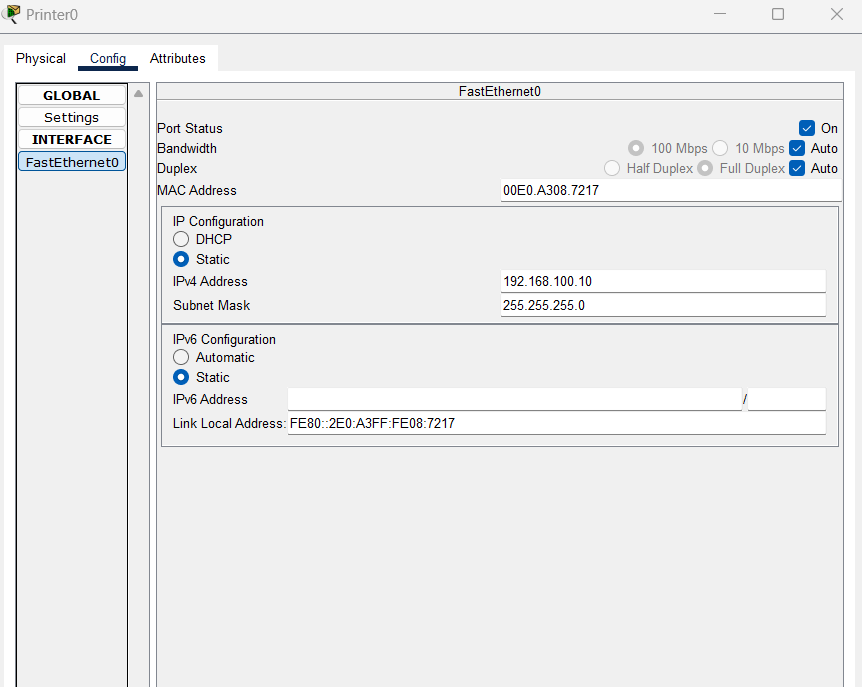 Printer0
Physical Config Attributes
GLOBAL
Settings
INTERFACE
FastEthernet0
FastEthernet0
Port Status On
Bandwidth 100 Mbps 10 Mbps Auto
Duplex Half Duplex Full Duplex Auto
MAC Address 00E0.A308.7217
IP Configuration
DHCP
Static
IPv4 Address 192.168.100.10
Subnet Mask 255.255.255.0
IPv6 Configuration
Automatic
Static
IPv6 Address /
Link Local Address: FE80::2E0:A3FF:FE08:7217